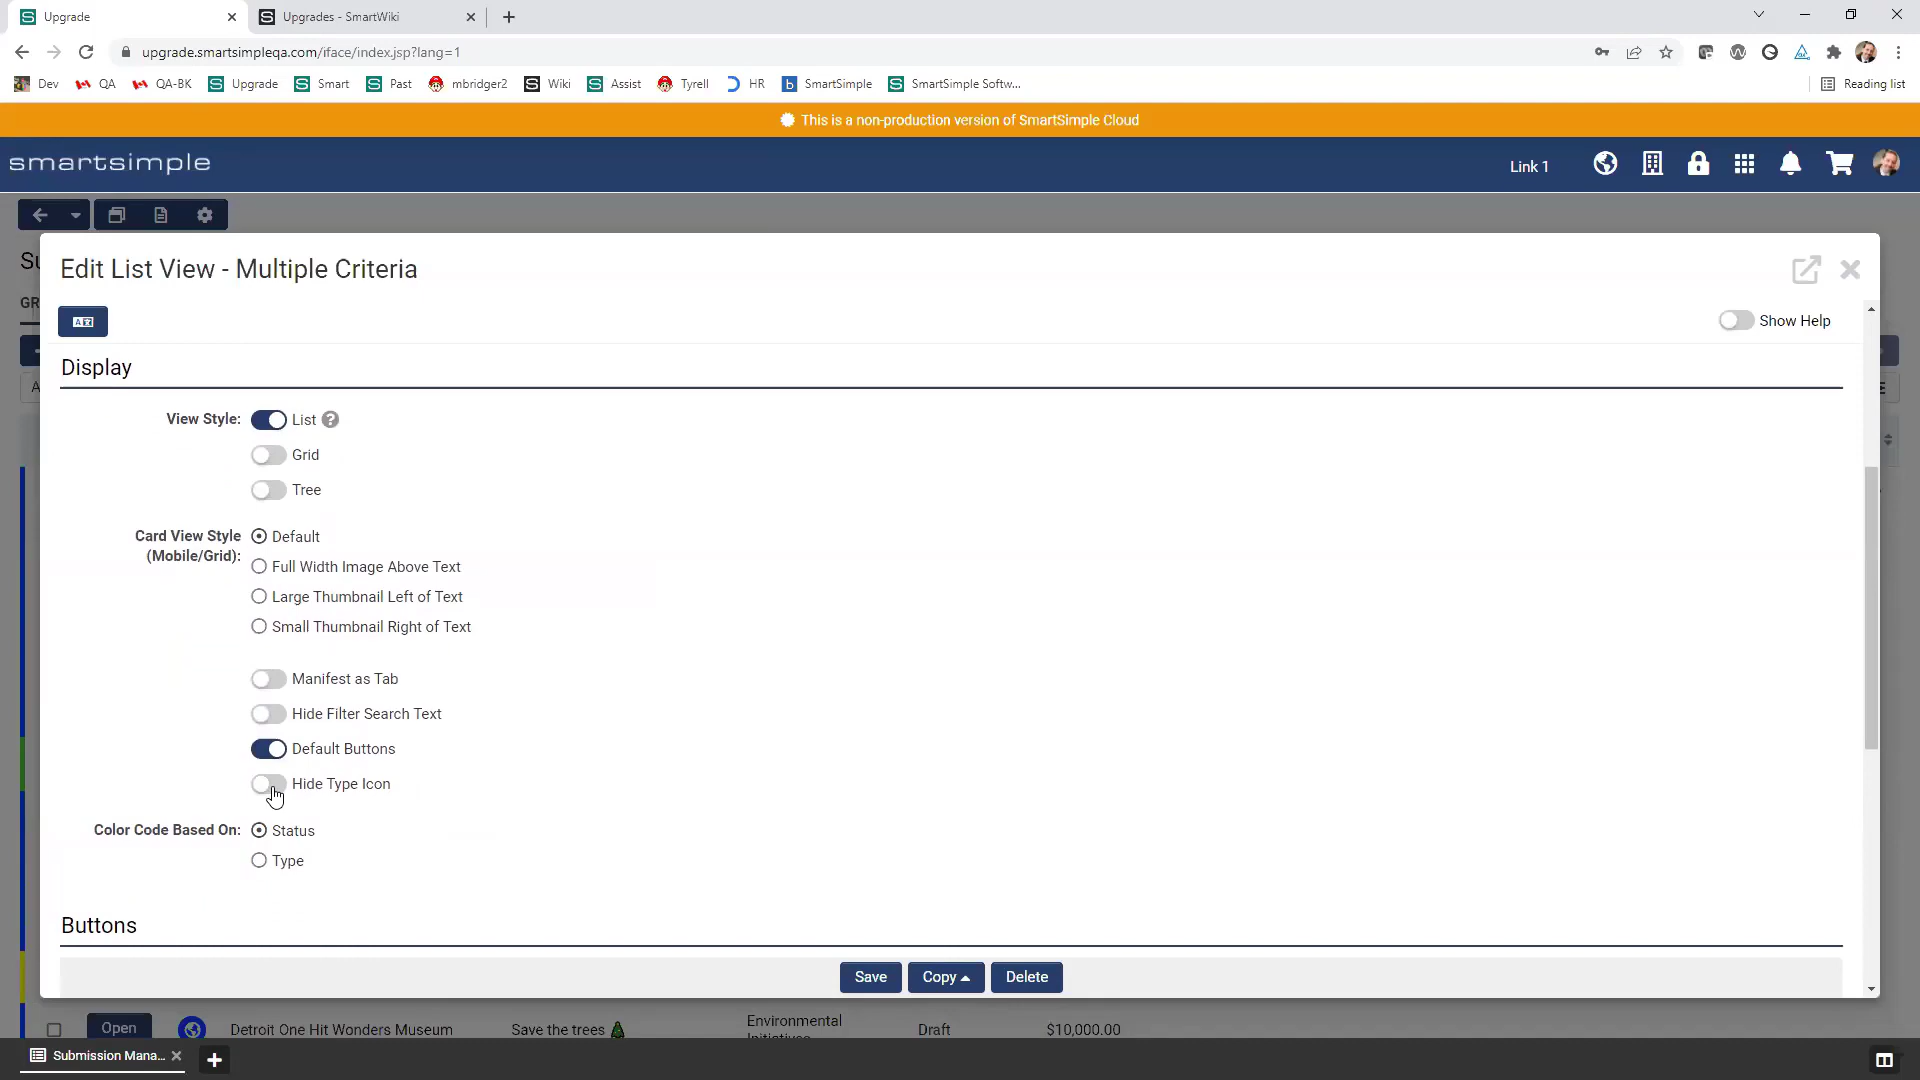 Upgrade
Upgrades - SmartWiki
upgrade.smartsimpleqa.com/iface/index.jsp?lang=1
Dev
QA
QA-BK
Upgrade
Smart
Past
mbridger2
Wiki
Assist
Tyrell
HR
SmartSimple
SmartSimple Softw...
Reading list
This is a non-production version of SmartSimple Cloud
smartsimple
Link 1
Su
Edit List View - Multiple Criteria
GR
Show Help
Display
A
View Style:
List
Grid
Tree
Card View Style (Mobile/Grid):
Default
Full Width Image Above Text
Large Thumbnail Left of Text
Small Thumbnail Right of Text
Manifest as Tab
Hide Filter Search Text
Default Buttons
Hide Type Icon
Color Code Based On:
Status
Type
Buttons
Save
Copy
Delete
Open
Detroit One Hit Wonders Museum
Save the trees
Environmental
Draft
$10,000.00
Submission Mana...